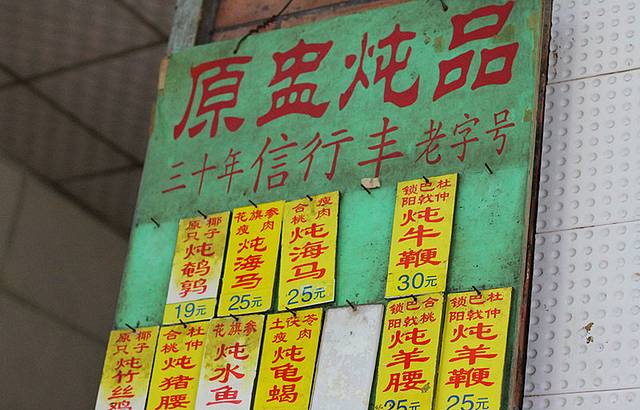 原盅炖品
三十年信行丰老字号
原只椰子炖鹌鹑
19元
花旗参瘦肉炖海马
25元
合桃瘦肉炖海马
25元
锁阳巴戟杜仲炖牛鞭
30元
原只椰子炖竹丝鸡
合桃杜仲炖猪腰
花旗参炖水鱼
土茯苓瘦肉炖龟蝎
锁阳巴戟合桃炖羊腰
25元
锁阳巴戟杜仲炖羊鞭
25元